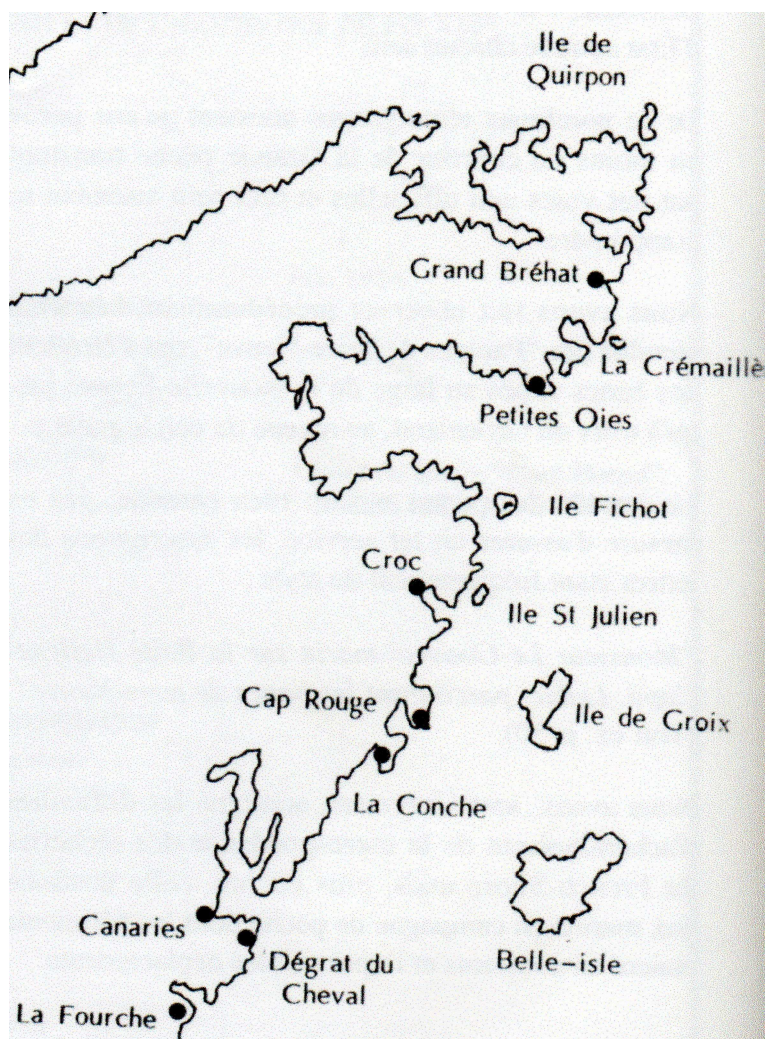 Ile de
Quirpon
Grand Bréhat
La Crémaillè
Petites Oies
Ile Fichot
Croc
Ile St Julien
Cap Rouge
Ile de Groix
La Conche
Canaries
Belle-isle
Dégrat du
Cheval
La Fourche